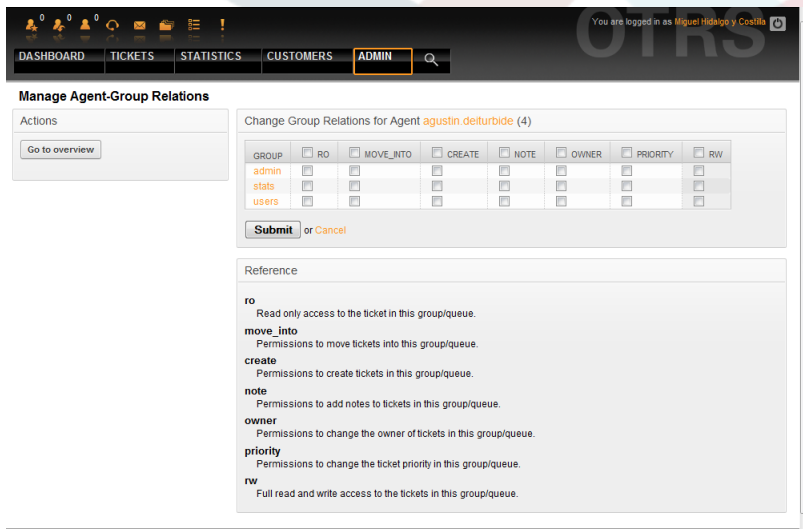 0 0 0
You are logged in as Miguel Hidalgo y Costilla
OTRS
DASHBOARD TICKETS STATISTICS CUSTOMERS ADMIN
Manage Agent-Group Relations
Actions
Go to overview
Change Group Relations for Agent agustin.deiturbide (4)
GROUP RO MOVE_INTO CREATE NOTE OWNER PRIORITY RW
admin
stats
users
Submit or Cancel
Reference
ro
Read only access to the ticket in this group/queue.
move_into
Permissions to move tickets into this group/queue.
create
Permissions to create tickets in this group/queue.
note
Permissions to add notes to tickets in this group/queue.
owner
Permissions to change the owner of tickets in this group/queue.
priority
Permissions to change the ticket priority in this group/queue.
rw
Full read and write access to the tickets in this group/queue.